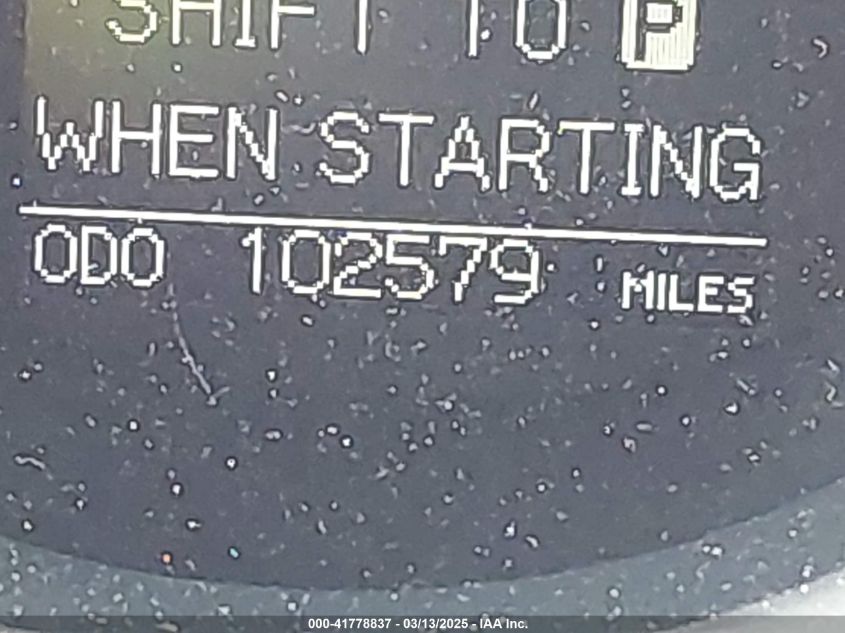 SHIFT TO P
WHEN STARTING
ODO 102579 MILES
000-41778837 - 03/13/2025 - IAA Inc.